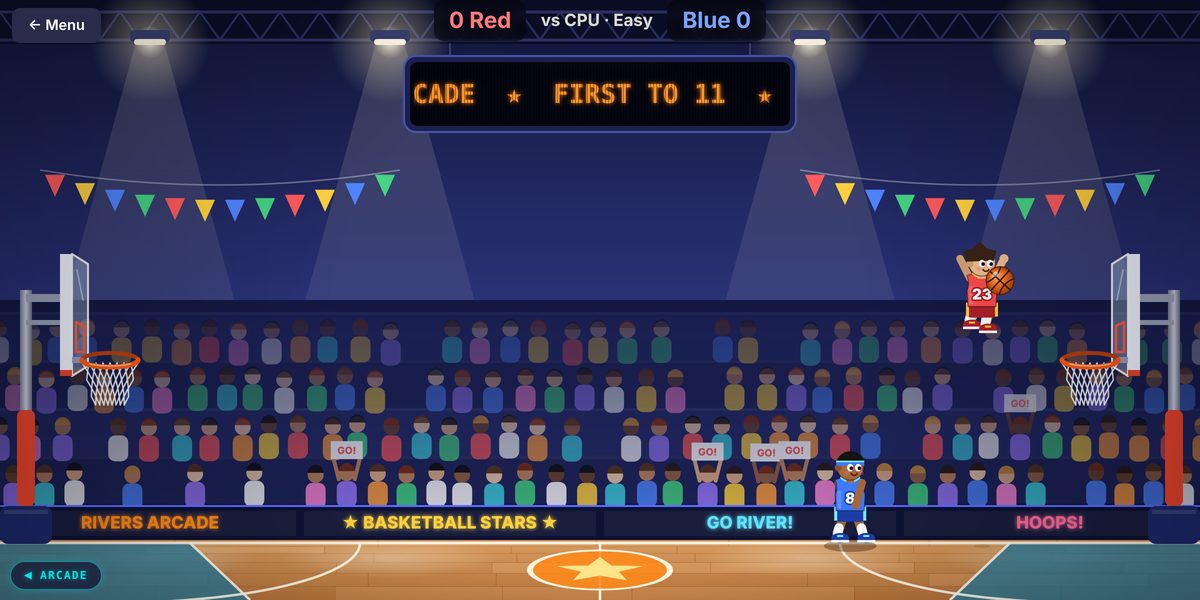 ← Menu
0 Red
vs CPU · Easy
Blue 0
CADE ★ FIRST TO 11 ★
23
GO!
GO!
GO!
GO!
GO!
8
RIVERS ARCADE
★ BASKETBALL STARS ★
GO RIVER!
HOOPS!
◄ ARCADE